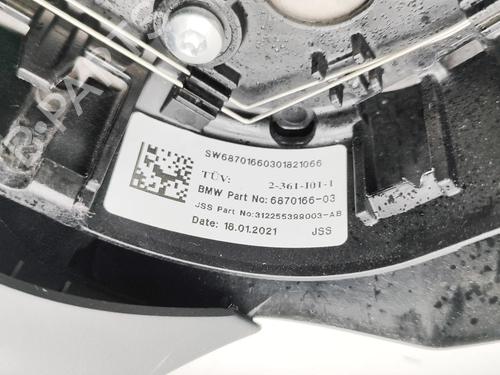 SW68701660301821066
TÜV: 2-361-I01-1
BMW Part No: 6870166-03
JSS Part No:312255399003-AB
Date: 18.01.2021 JSS